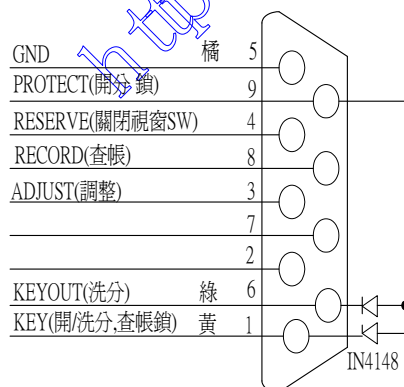 http
GND 橘 5
PROTECT(開分 鎖) 9
RESERVE(關閉視窗SW) 4
RECORD(查帳) 8
ADJUST(調整) 3
7
2
KEYOUT(洗分) 綠 6
KEY(開/洗分,查帳鎖) 黃 1
IN4148